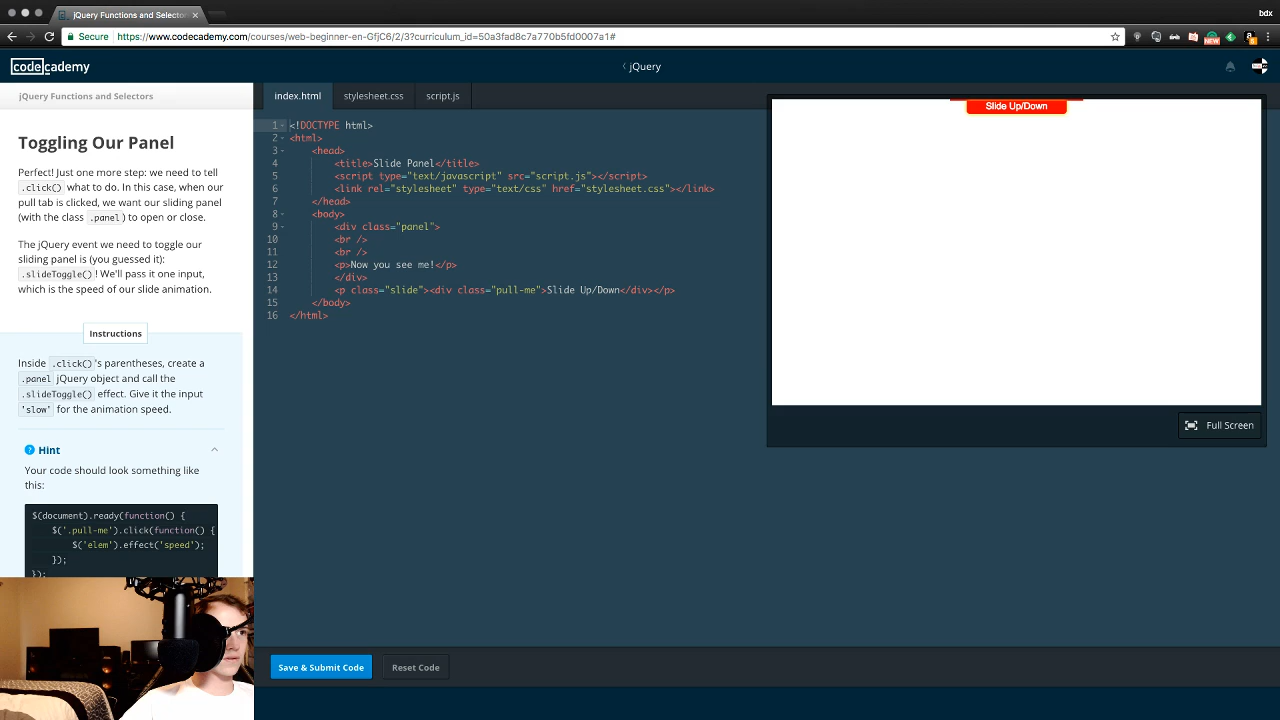 jQuery Functions and Selecto
bdx
Secure
https://www.codecademy.com/courses/web-beginner-en-GfjC6/2/3?curriculum_id=50a3fad8c7a770b5fd0007a1#
NEW
codecademy
jQuery
jQuery Functions and Selectors
index.html
stylesheet.css
script.js
Toggling Our Panel
Perfect! Just one more step: we need to tell
.click() what to do. In this case, when our
pull tab is clicked, we want our sliding panel
(with the class .panel ) to open or close.
The jQuery event we need to toggle our
sliding panel is (you guessed it):
.slideToggle() ! We'll pass it one input,
which is the speed of our slide animation.
Instructions
Inside .click() 's parentheses, create a
.panel jQuery object and call the
.slideToggle() effect. Give it the input
'slow' for the animation speed.
Hint
Your code should look something like
this:
$(document).ready(function() {
$('.pull-me').click(function() {
$('elem').effect('speed');
});
});
1 <!DOCTYPE html>
2 <html>
3 <head>
4 <title>Slide Panel</title>
5 <script type="text/javascript" src="script.js"></script>
6 <link rel="stylesheet" type="text/css" href="stylesheet.css"></link>
7 </head>
8 <body>
9 <div class="panel">
10 <br />
11 <br />
12 <p>Now you see me!</p>
13 </div>
14 <p class="slide"><div class="pull-me">Slide Up/Down</div></p>
15 </body>
16 </html>
Slide Up/Down
Full Screen
Save & Submit Code
Reset Code